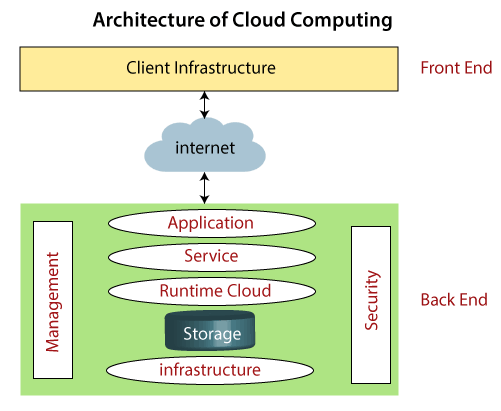 Architecture of Cloud Computing
Client Infrastructure
Front End
internet
Application
Service
Runtime Cloud
Storage
infrastructure
Management
Security
Back End